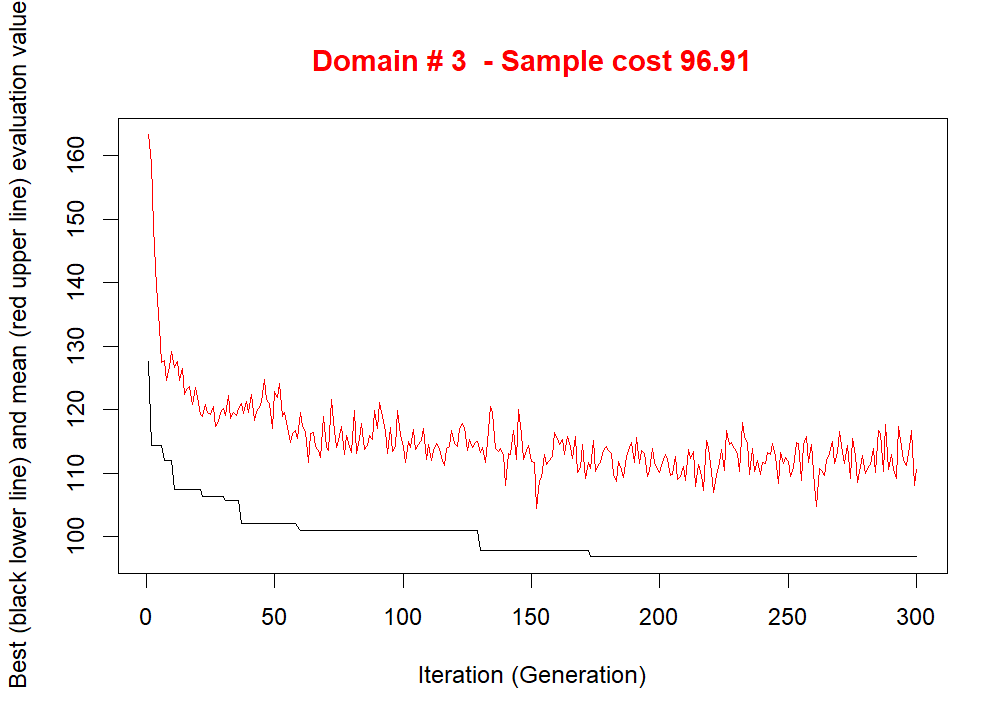 Domain # 3  - Sample cost 96.91
Best (black lower line) and mean (red upper line) evaluation value
160
150
140
130
120
110
100
0 50 100 150 200 250 300
Iteration (Generation)